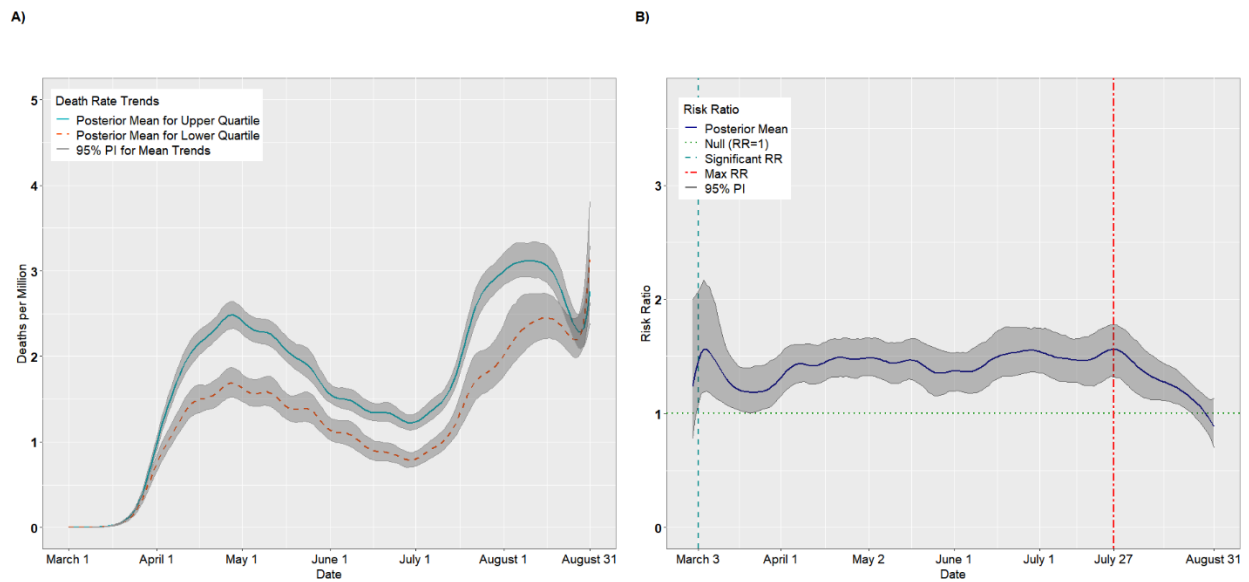 A)
Death Rate Trends
Posterior Mean for Upper Quartile
Posterior Mean for Lower Quartile
95% PI for Mean Trends
Deaths per Million
5
4
3
2
1
0
March 1
April 1
May 1
June 1
July 1
August 1
August 31
Date
B)
Risk Ratio
Posterior Mean
Null (RR=1)
Significant RR
Max RR
95% PI
Risk Ratio
3
2
1
0
March 3
April 1
May 2
June 1
July 1
July 27
August 31
Date